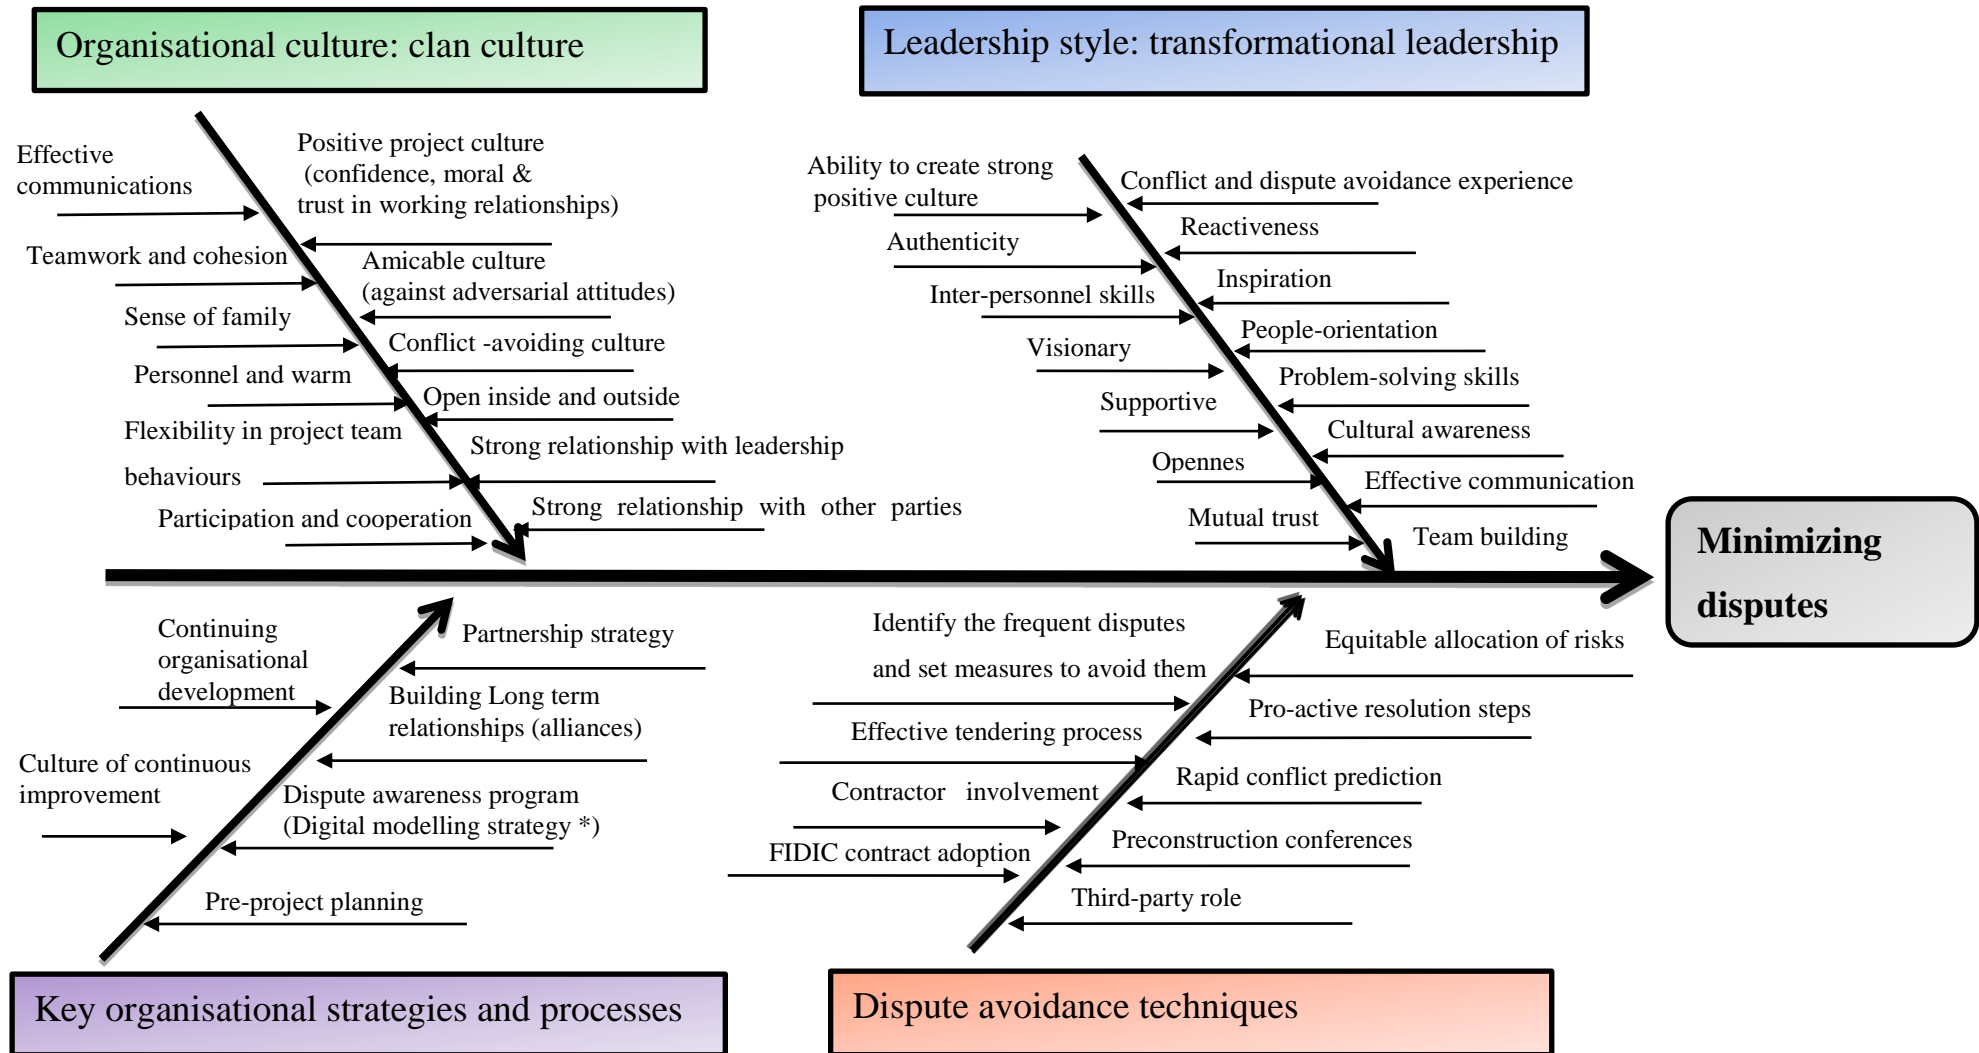 Organisational culture: clan culture
Effective
communications
Teamwork and cohesion
Sense of family
Personnel and warm
Flexibility in project team
behaviours
Participation and cooperation
Positive project culture
(confidence, moral &
trust in working relationships)
Amicable culture
(against adversarial attitudes)
Conflict -avoiding culture
Open inside and outside
Strong relationship with leadership
Strong relationship with other parties
Leadership style: transformational leadership
Ability to create strong
positive culture
Authenticity
Inter-personnel skills
Visionary
Supportive
Opennes
Mutual trust
Conflict and dispute avoidance experience
Reactiveness
Inspiration
People-orientation
Problem-solving skills
Cultural awareness
Effective communication
Team building
Minimizing
disputes
Continuing
organisational
development
Culture of continuous
improvement
Partnership strategy
Building Long term
relationships (alliances)
Dispute awareness program
(Digital modelling strategy *)
Pre-project planning
Key organisational strategies and processes
Identify the frequent disputes
and set measures to avoid them
Effective tendering process
Contractor involvement
FIDIC contract adoption
Equitable allocation of risks
Pro-active resolution steps
Rapid conflict prediction
Preconstruction conferences
Third-party role
Dispute avoidance techniques